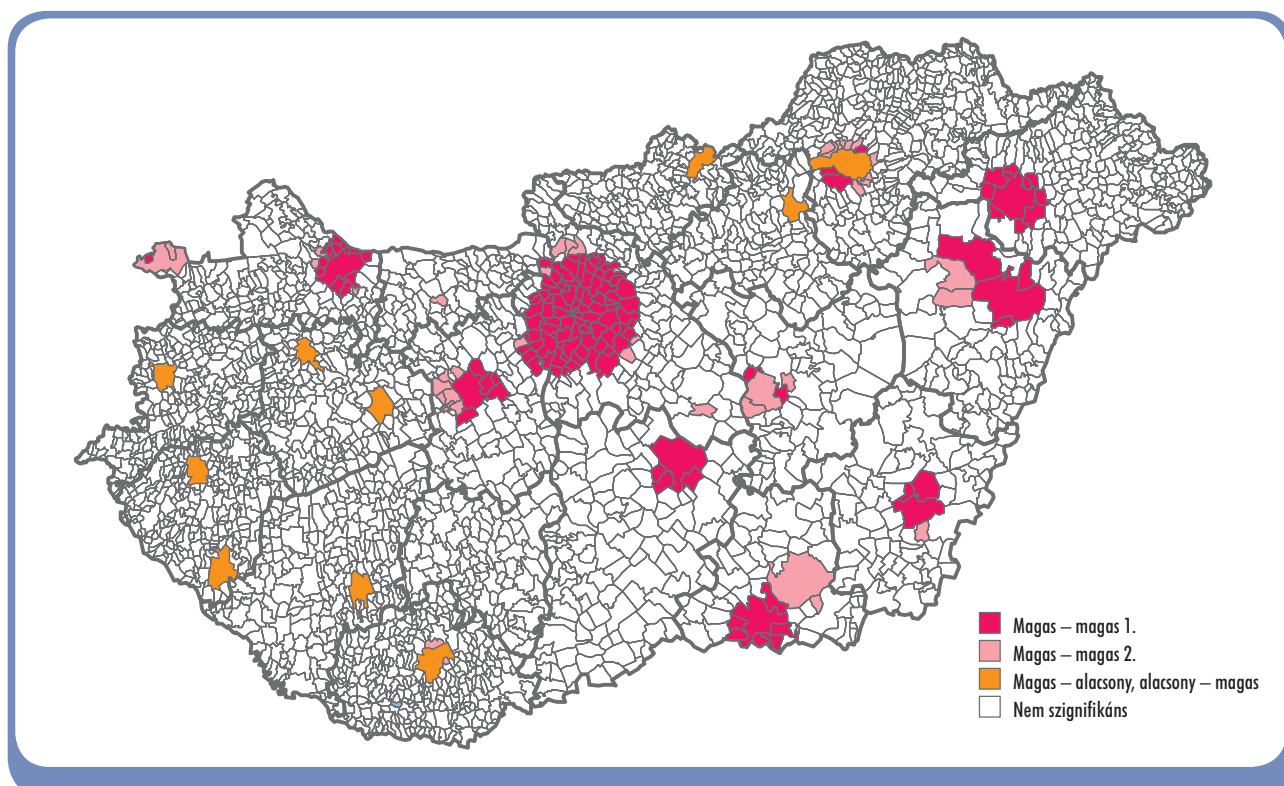 Magas – magas 1.
Magas – magas 2.
Magas – alacsony, alacsony – magas
Nem szignifikáns